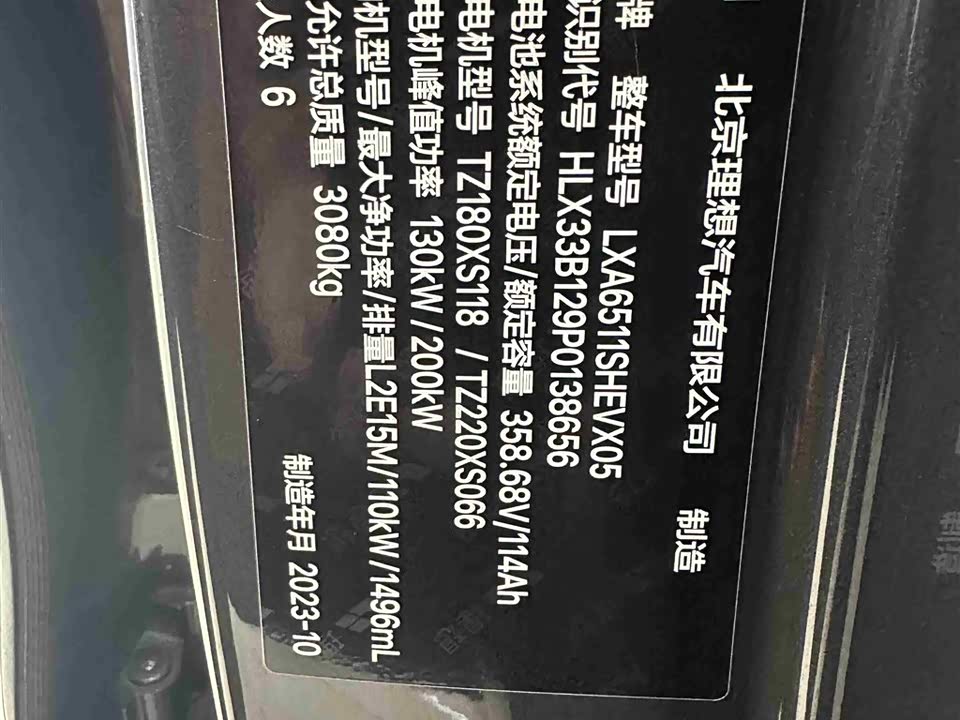 北京理想汽车有限公司 制造
牌 整车型号 LXA6511SHEVX05
识别代号 HLX33B129P0138656
电池系统额定电压/额定容量 358.68V/114Ah
电机型号 TZ180XS118 /TZ220XS066
电机峰值功率 130kW/200kW
机型号/最大净功率/排量L2E15M/110kW/1496mL
允许总质量 3080kg
人数 6 制造年月 2023-10